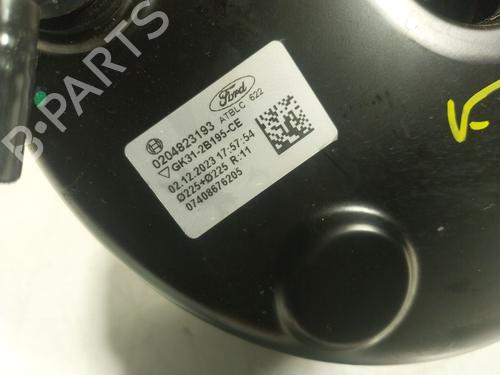 B-PARTS
Ford
ATBLC 622
0204823193
GK31-2B195-CE
02.12.2023 17:57:54
Ø225+Ø225 R:11
07408676205